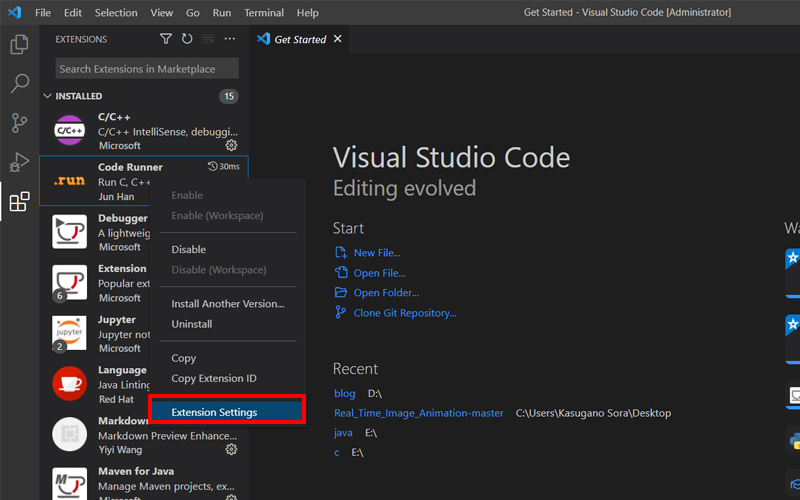 File Edit Selection View Go Run Terminal Help
Get Started - Visual Studio Code [Administrator]
EXTENSIONS
Get Started
Search Extensions in Marketplace
INSTALLED 15
C/C++
C/C++
C/C++ IntelliSense, debuggi...
Microsoft
.run
Code Runner 30ms
Run C, C++
Jun Han
Debugger
A lightweig
Microsoft
Extension
Popular ext
6
Microsoft
jupyter
Jupyter
Jupyter not
2
Microsoft
Language
Java Linting
Red Hat
Markdow
Markdown Preview Enhance...
Yiyi Wang
Maven for Java
Manage Maven projects, ex...
Microsoft
Enable
Enable (Workspace)
Disable
Disable (Workspace)
Install Another Version...
Uninstall
Copy
Copy Extension ID
Extension Settings
Visual Studio Code
Editing evolved
Start
New File...
Open File...
Open Folder...
Clone Git Repository...
Recent
blog D:\
Real_Time_Image_Animation-master C:\Users\Kasugano Sora\Desktop
java E:\
c E:\
Wa